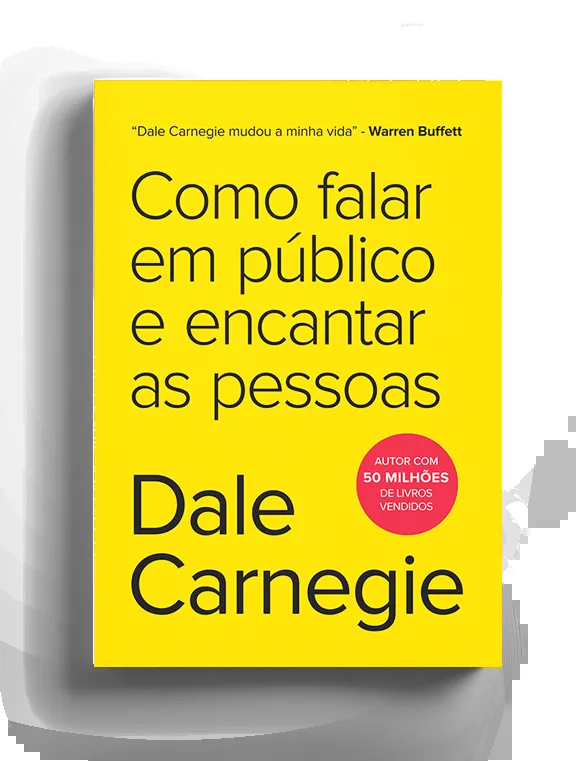 “Dale Carnegie mudou a minha vida” - Warren Buffett
Como falar
em público
e encantar
as pessoas
AUTOR COM
50 MILHÕES
DE LIVROS
VENDIDOS
Dale
Carnegie